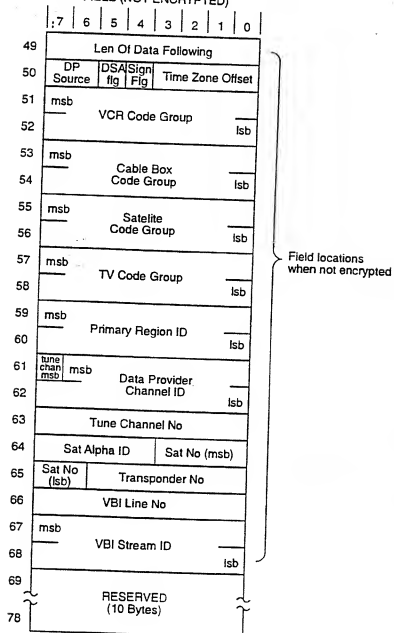 FIELD (NOT ENCRYPTED)
7 6 5 4 3 2 1 0
49 Len Of Data Following
50 DP Source DSA flg Sign Flg Time Zone Offset
51 msb
VCR Code Group
52 lsb
53 msb
Cable Box
54 Code Group lsb
55 msb
Satelite
56 Code Group lsb
57 msb
TV Code Group
58 lsb
Field locations
when not encrypted
59 msb
Primary Region ID
60 lsb
61 tune chan msb msb
Data Provider
62 Channel ID lsb
63 Tune Channel No
64 Sat Alpha ID Sat No (msb)
65 Sat No (lsb) Transponder No
66 VBI Line No
67 msb
VBI Stream ID
68 lsb
69
RESERVED
(10 Bytes)
78